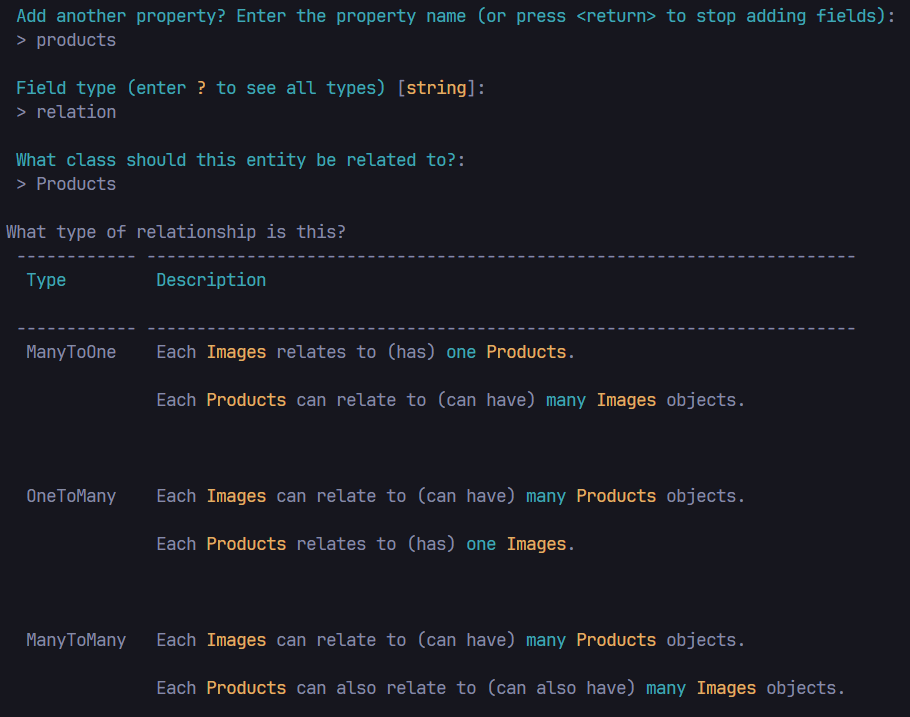 Add another property? Enter the property name (or press <return> to stop adding fields):
> products
Field type (enter ? to see all types) [string]:
> relation
What class should this entity be related to?:
> Products
What type of relationship is this?
------------ -----------------------------------------------------------------------
Type Description
------------ -----------------------------------------------------------------------
ManyToOne Each Images relates to (has) one Products.
Each Products can relate to (can have) many Images objects.
OneToMany Each Images can relate to (can have) many Products objects.
Each Products relates to (has) one Images.
ManyToMany Each Images can relate to (can have) many Products objects.
Each Products can also relate to (can also have) many Images objects.